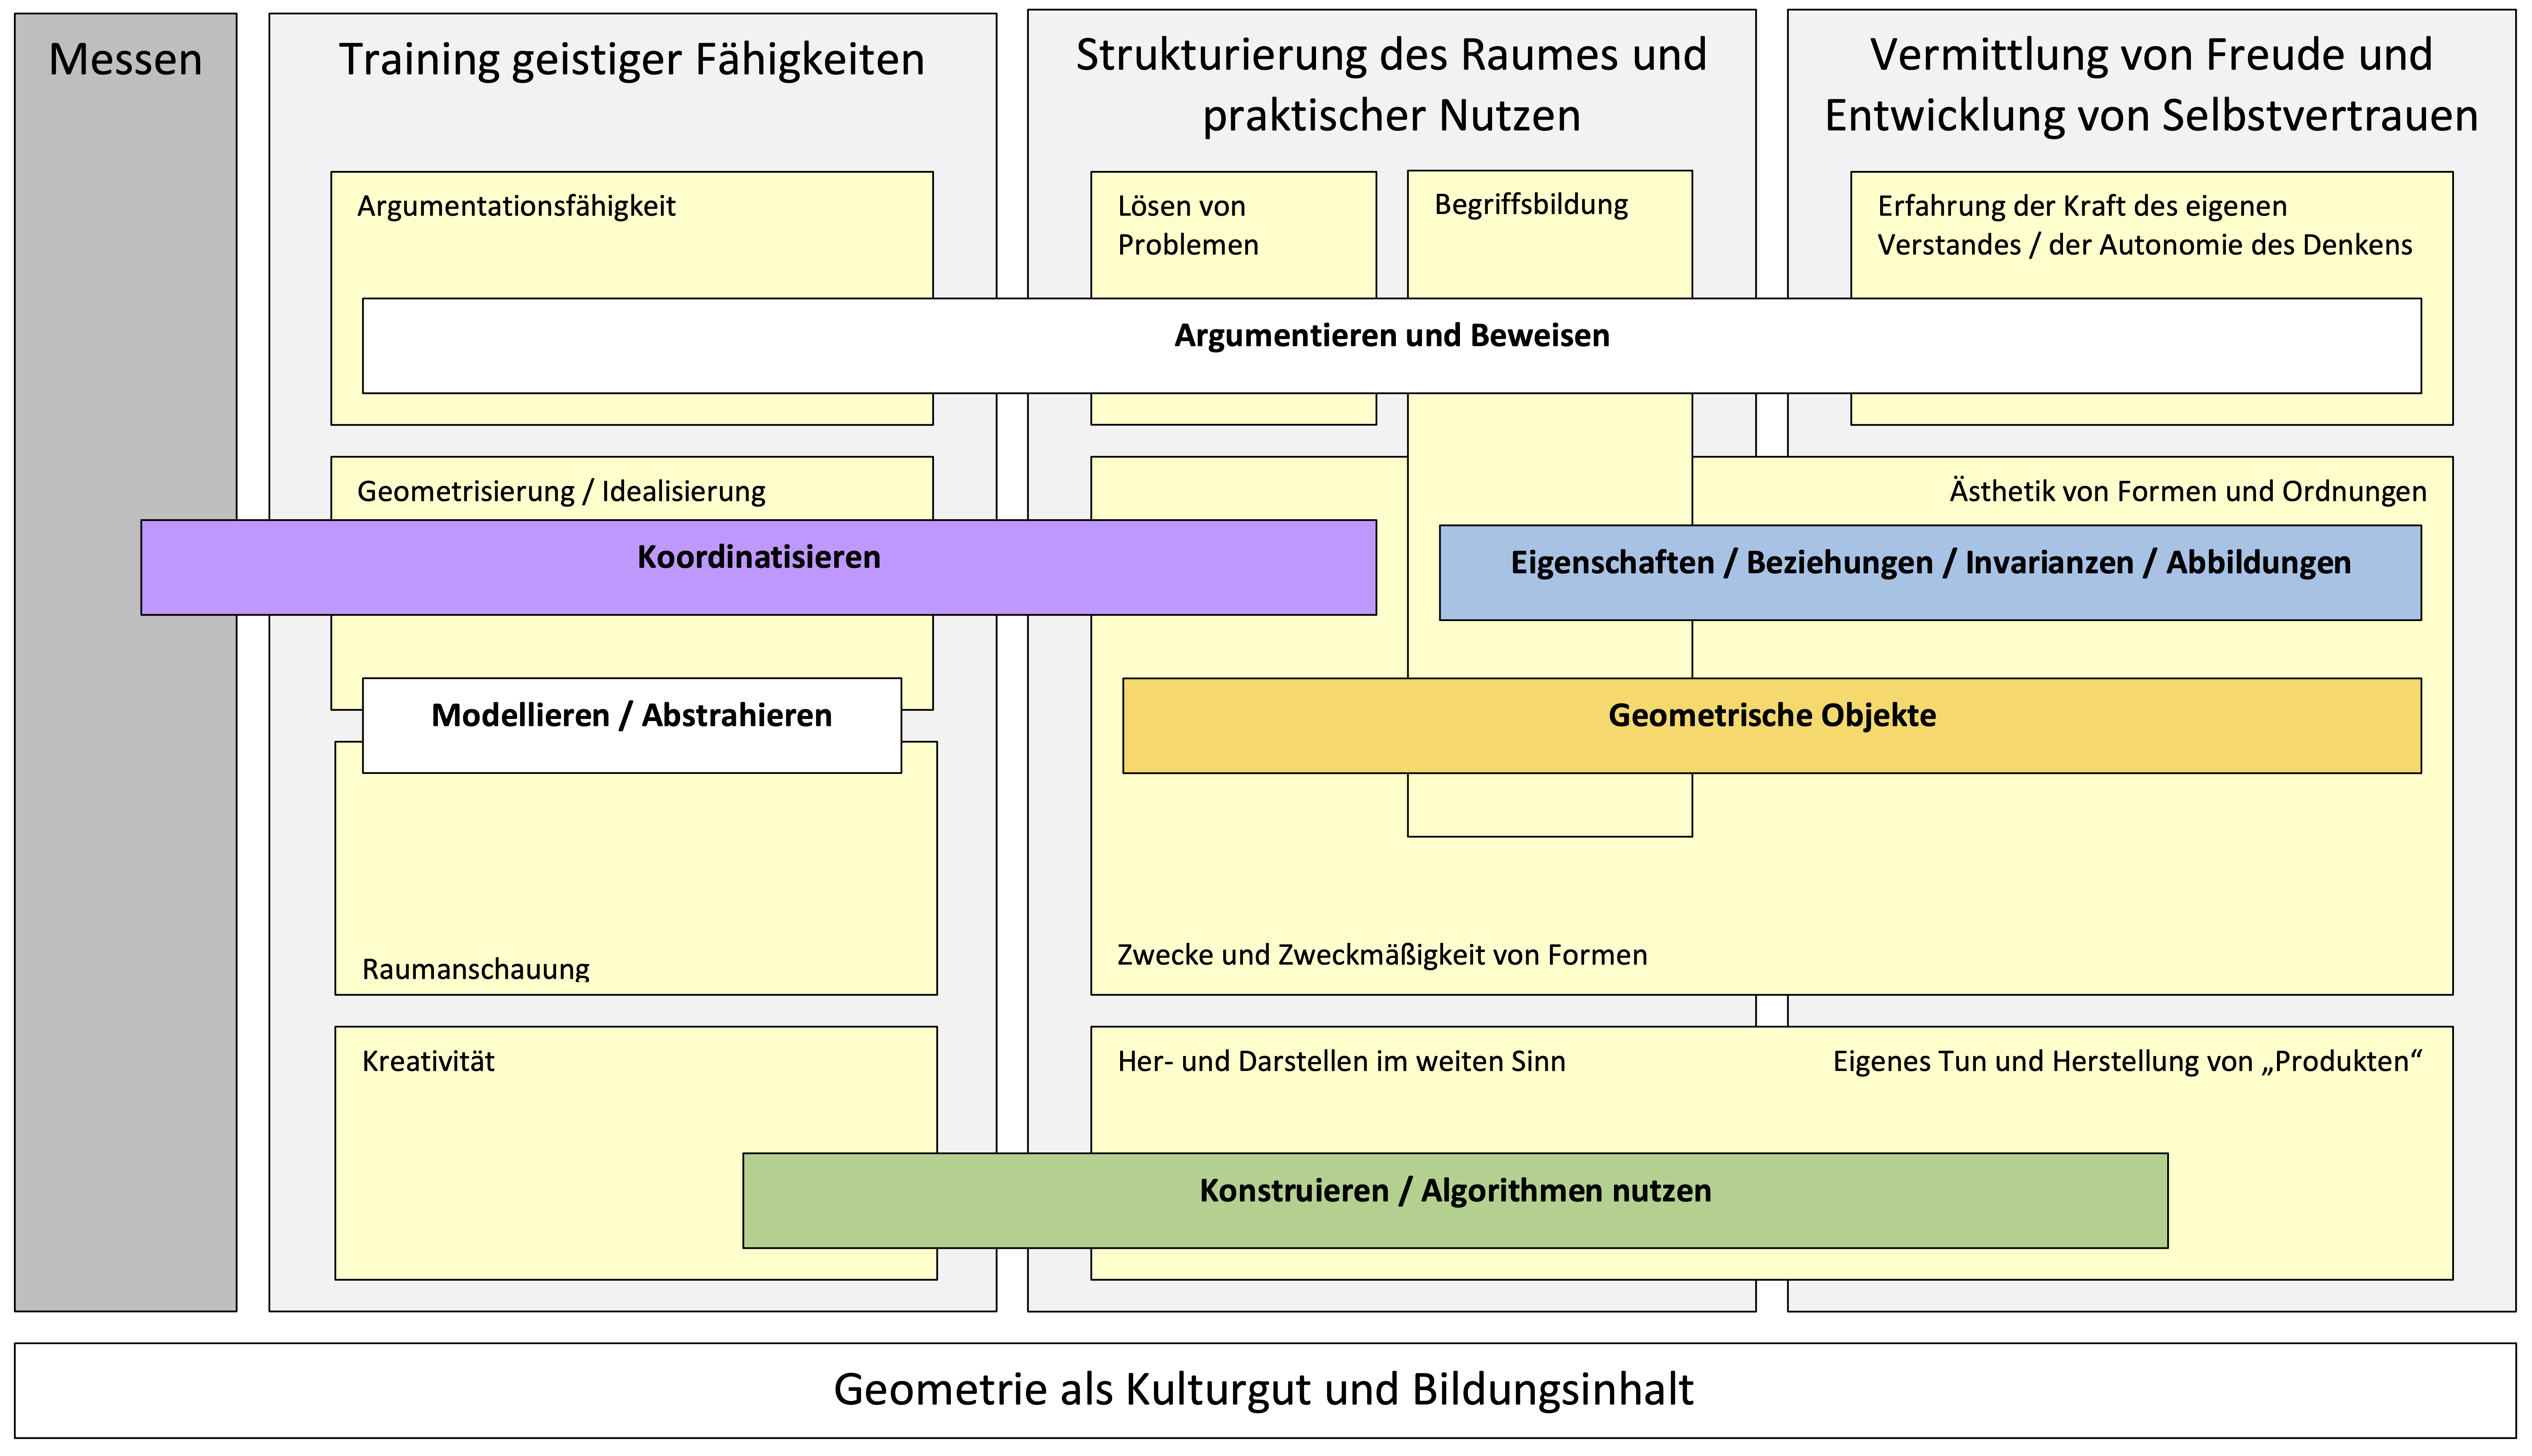 Messen
Training geistiger Fähigkeiten
Strukturierung des Raumes und
praktischer Nutzen
Vermittlung von Freude und
Entwicklung von Selbstvertrauen
Argumentationsfähigkeit
Lösen von
Problemen
Begriffsbildung
Erfahrung der Kraft des eigenen
Verstandes / der Autonomie des Denkens
Argumentieren und Beweisen
Geometrisierung / Idealisierung
Ästhetik von Formen und Ordnungen
Koordinatisieren
Eigenschaften / Beziehungen / Invarianzen / Abbildungen
Modellieren / Abstrahieren
Geometrische Objekte
Raumanschauung
Zwecke und Zweckmäßigkeit von Formen
Kreativität
Her- und Darstellen im weiten Sinn
Eigenes Tun und Herstellung von „Produkten“
Konstruieren / Algorithmen nutzen
Geometrie als Kulturgut und Bildungsinhalt